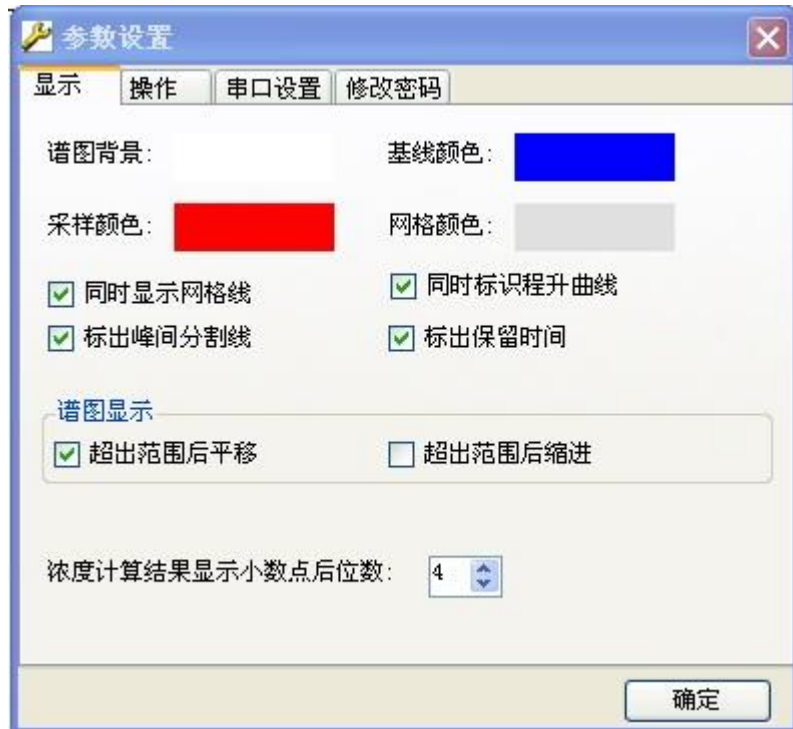 参数设置
显示 操作 串口设置 修改密码
谱图背景: 基线颜色:
采样颜色: 网格颜色:
同时显示网格线 同时标识程升曲线
标出峰间分割线 标出保留时间
谱图显示
超出范围后平移 超出范围后缩进
浓度计算结果显示小数点后位数: 4
确定